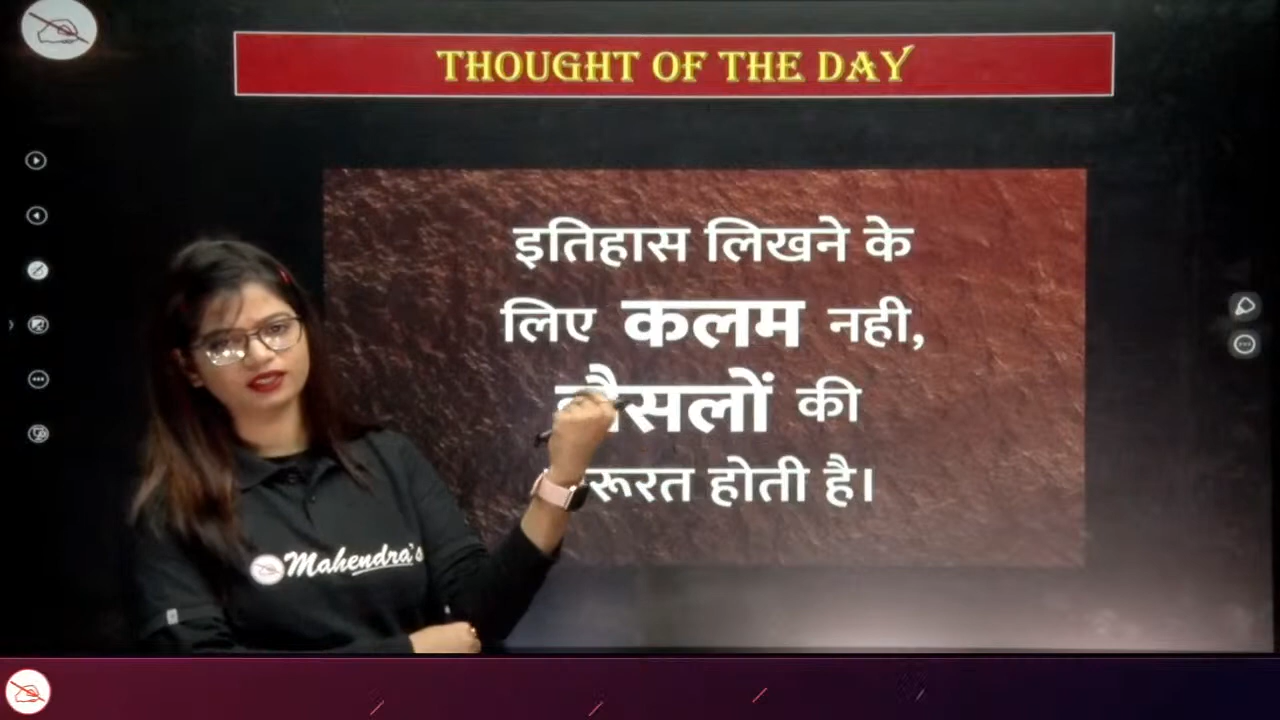 THOUGHT OF THE DAY
इतिहास लिखने के
लिए कलम नही,
की
होती है।
Mahendra's